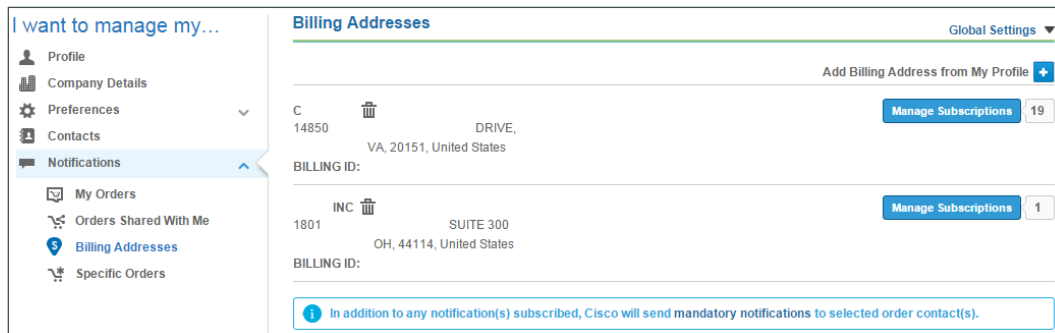 I want to manage my...
Profile
Company Details
Preferences
Contacts
Notifications
My Orders
Orders Shared With Me
Billing Addresses
Specific Orders
Billing Addresses
Global Settings
Add Billing Address from My Profile
C
Manage Subscriptions 19
14850 DRIVE,
VA, 20151, United States
BILLING ID:
INC
Manage Subscriptions 1
1801 SUITE 300
OH, 44114, United States
BILLING ID:
In addition to any notification(s) subscribed, Cisco will send mandatory notifications to selected order contact(s).